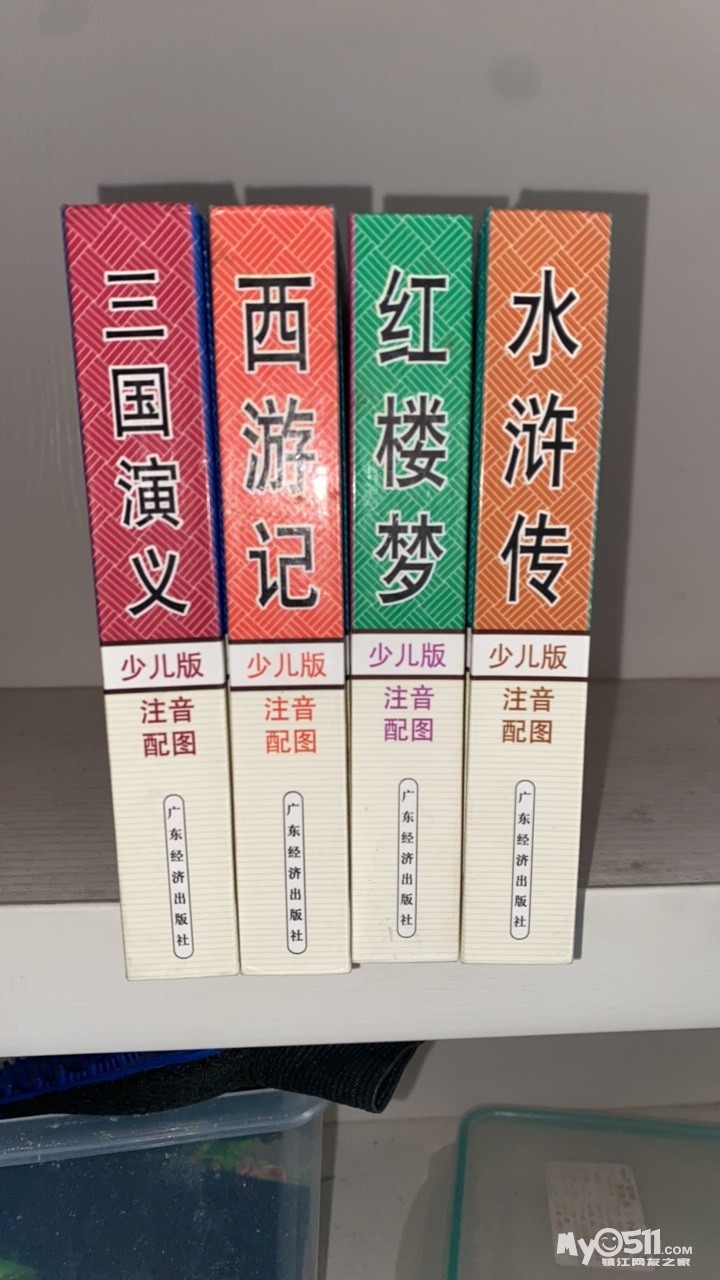 三国演义
少儿版
注音
配图
广东经济出版社
西游记
少儿版
注音
配图
广东经济出版社
红楼梦
少儿版
注音
配图
广东经济出版社
水浒传
少儿版
注音
配图
广东经济出版社
My0511.COM
镇江网友之家